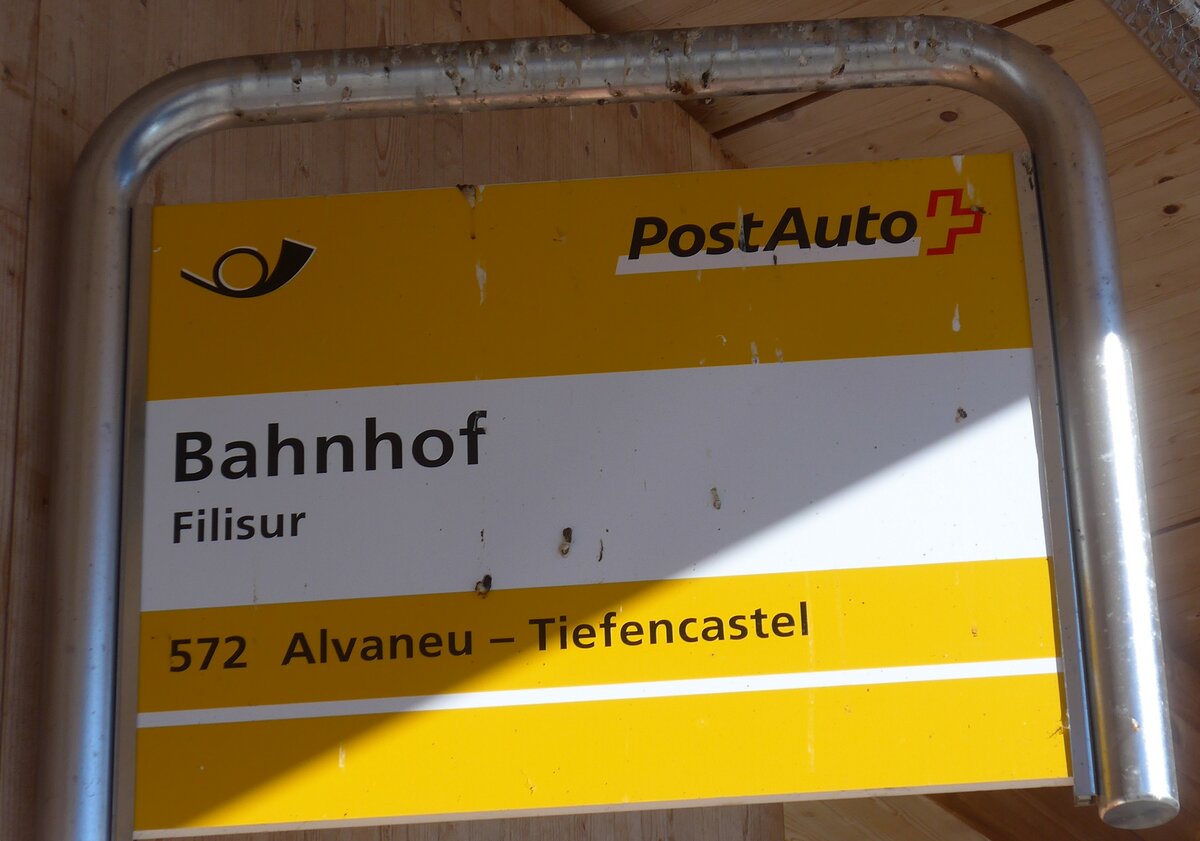 PostAuto
Bahnhof
Filisur
572 Alvaneu – Tiefencastel